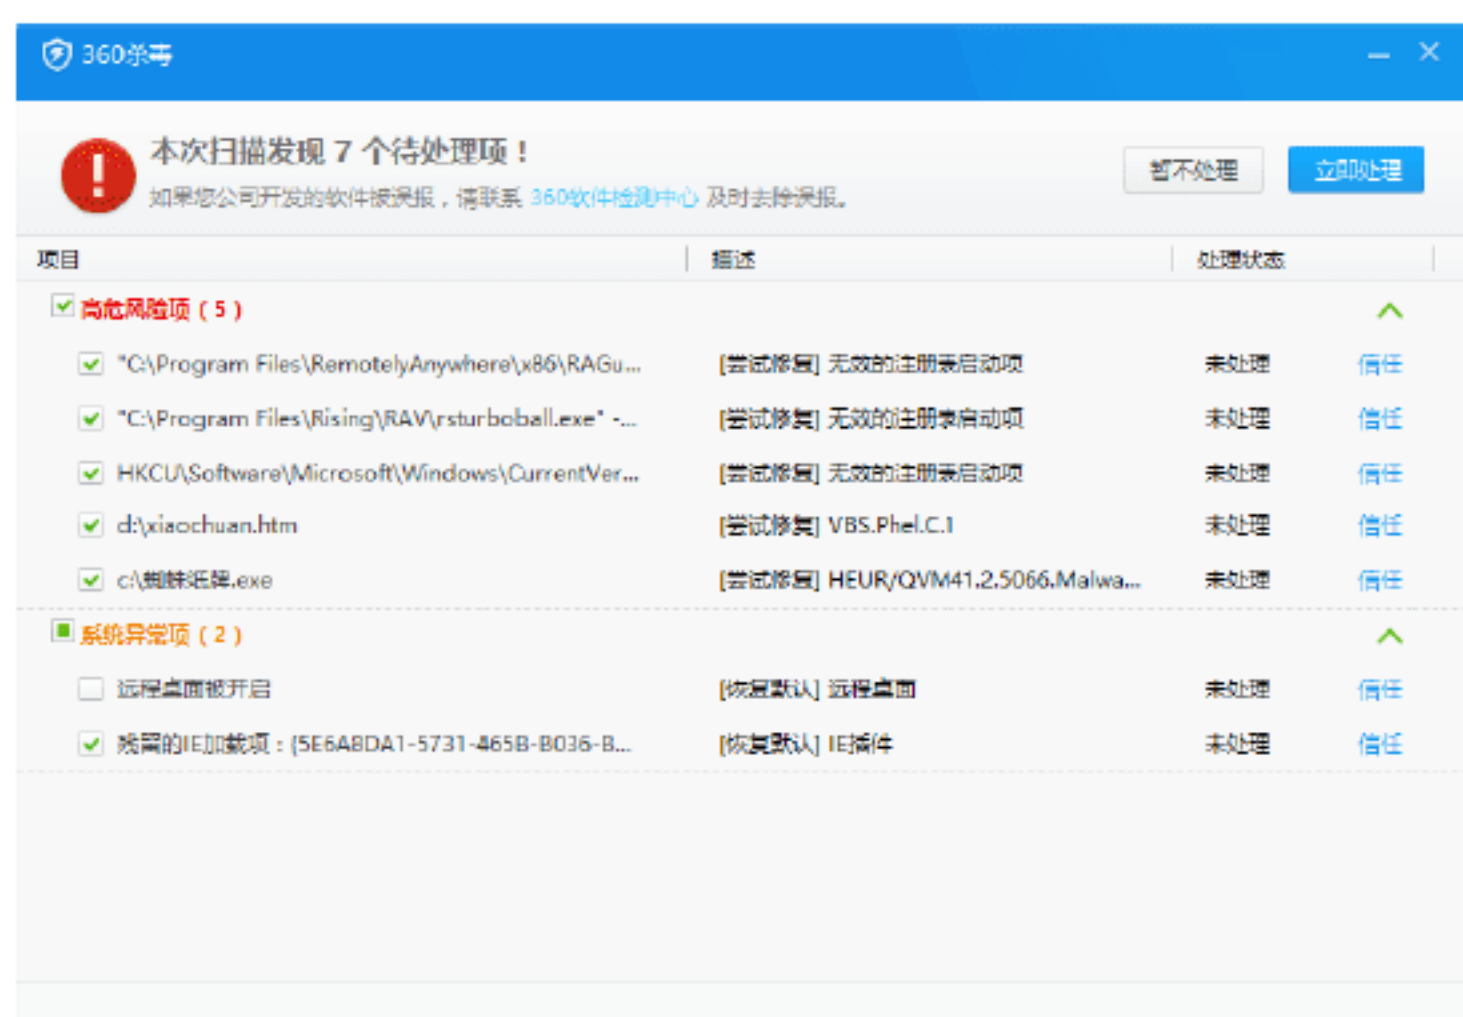 360杀毒
本次扫描发现 7 个待处理项！
如果您公司开发的软件被误报，请联系 360软件检测中心 及时去除误报。
暂不处理 立即处理
项目 描述 处理状态
高危风险项（5）
"C:\Program Files\RemotelyAnywhere\x86\RAGu... [尝试修复] 无效的注册表启动项 未处理 信任
"C:\Program Files\Rising\RAV\rsturboball.exe" -... [尝试修复] 无效的注册表启动项 未处理 信任
HKCU\Software\Microsoft\Windows\CurrentVer... [尝试修复] 无效的注册表启动项 未处理 信任
d:\xiaochuan.htm [尝试修复] VBS.Phel.C.1 未处理 信任
c:\蜘蛛纸牌.exe [尝试修复] HEUR/QVM41.2.5066.Malwa... 未处理 信任
系统异常项（2）
远程桌面被开启 [恢复默认] 远程桌面 未处理 信任
残留的IE加载项：{5E6A8DA1-5731-465B-B036-B... [恢复默认] IE插件 未处理 信任